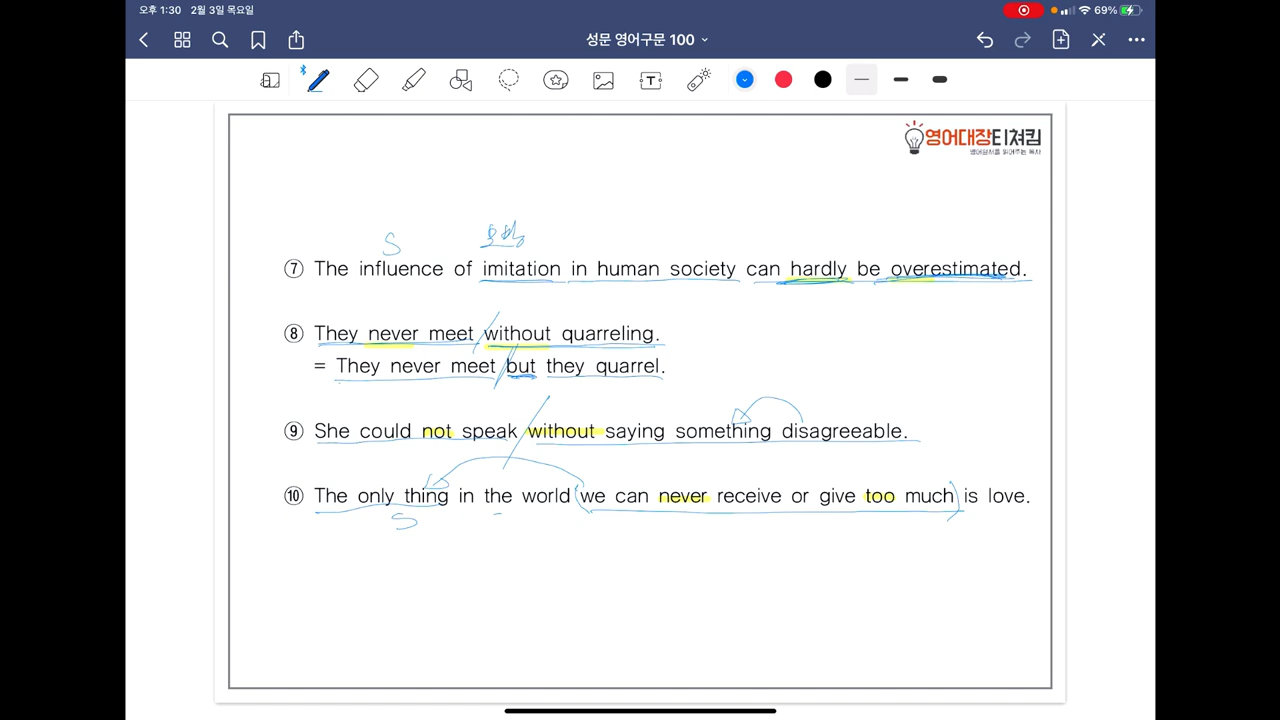 오후 1:30 2월 3일 목요일
69%
성문 영어구문 100
영어대장티쳐킴
S
모방
⑦ The influence of imitation in human society can hardly be overestimated.
⑧ They never meet without quarreling.
= They never meet but they quarrel.
⑨ She could not speak without saying something disagreeable.
⑩ The only thing in the world (we can never receive or give too much) is love.
S